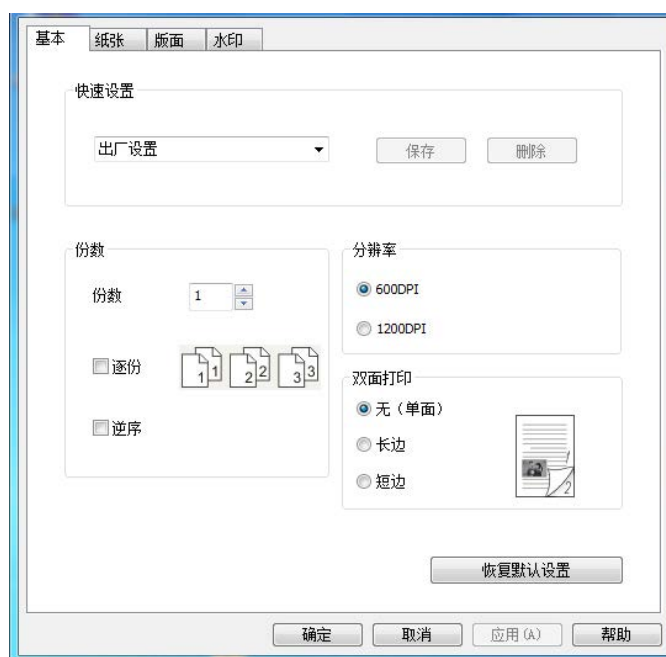 基本 纸张 版面 水印
快速设置
出厂设置 保存 删除
份数
份数 1
逐份 1 1 2 2 3 3
逆序
分辨率
600DPI
1200DPI
双面打印
无（单面）
长边
短边
1
2
恢复默认设置
确定 取消 应用(A) 帮助